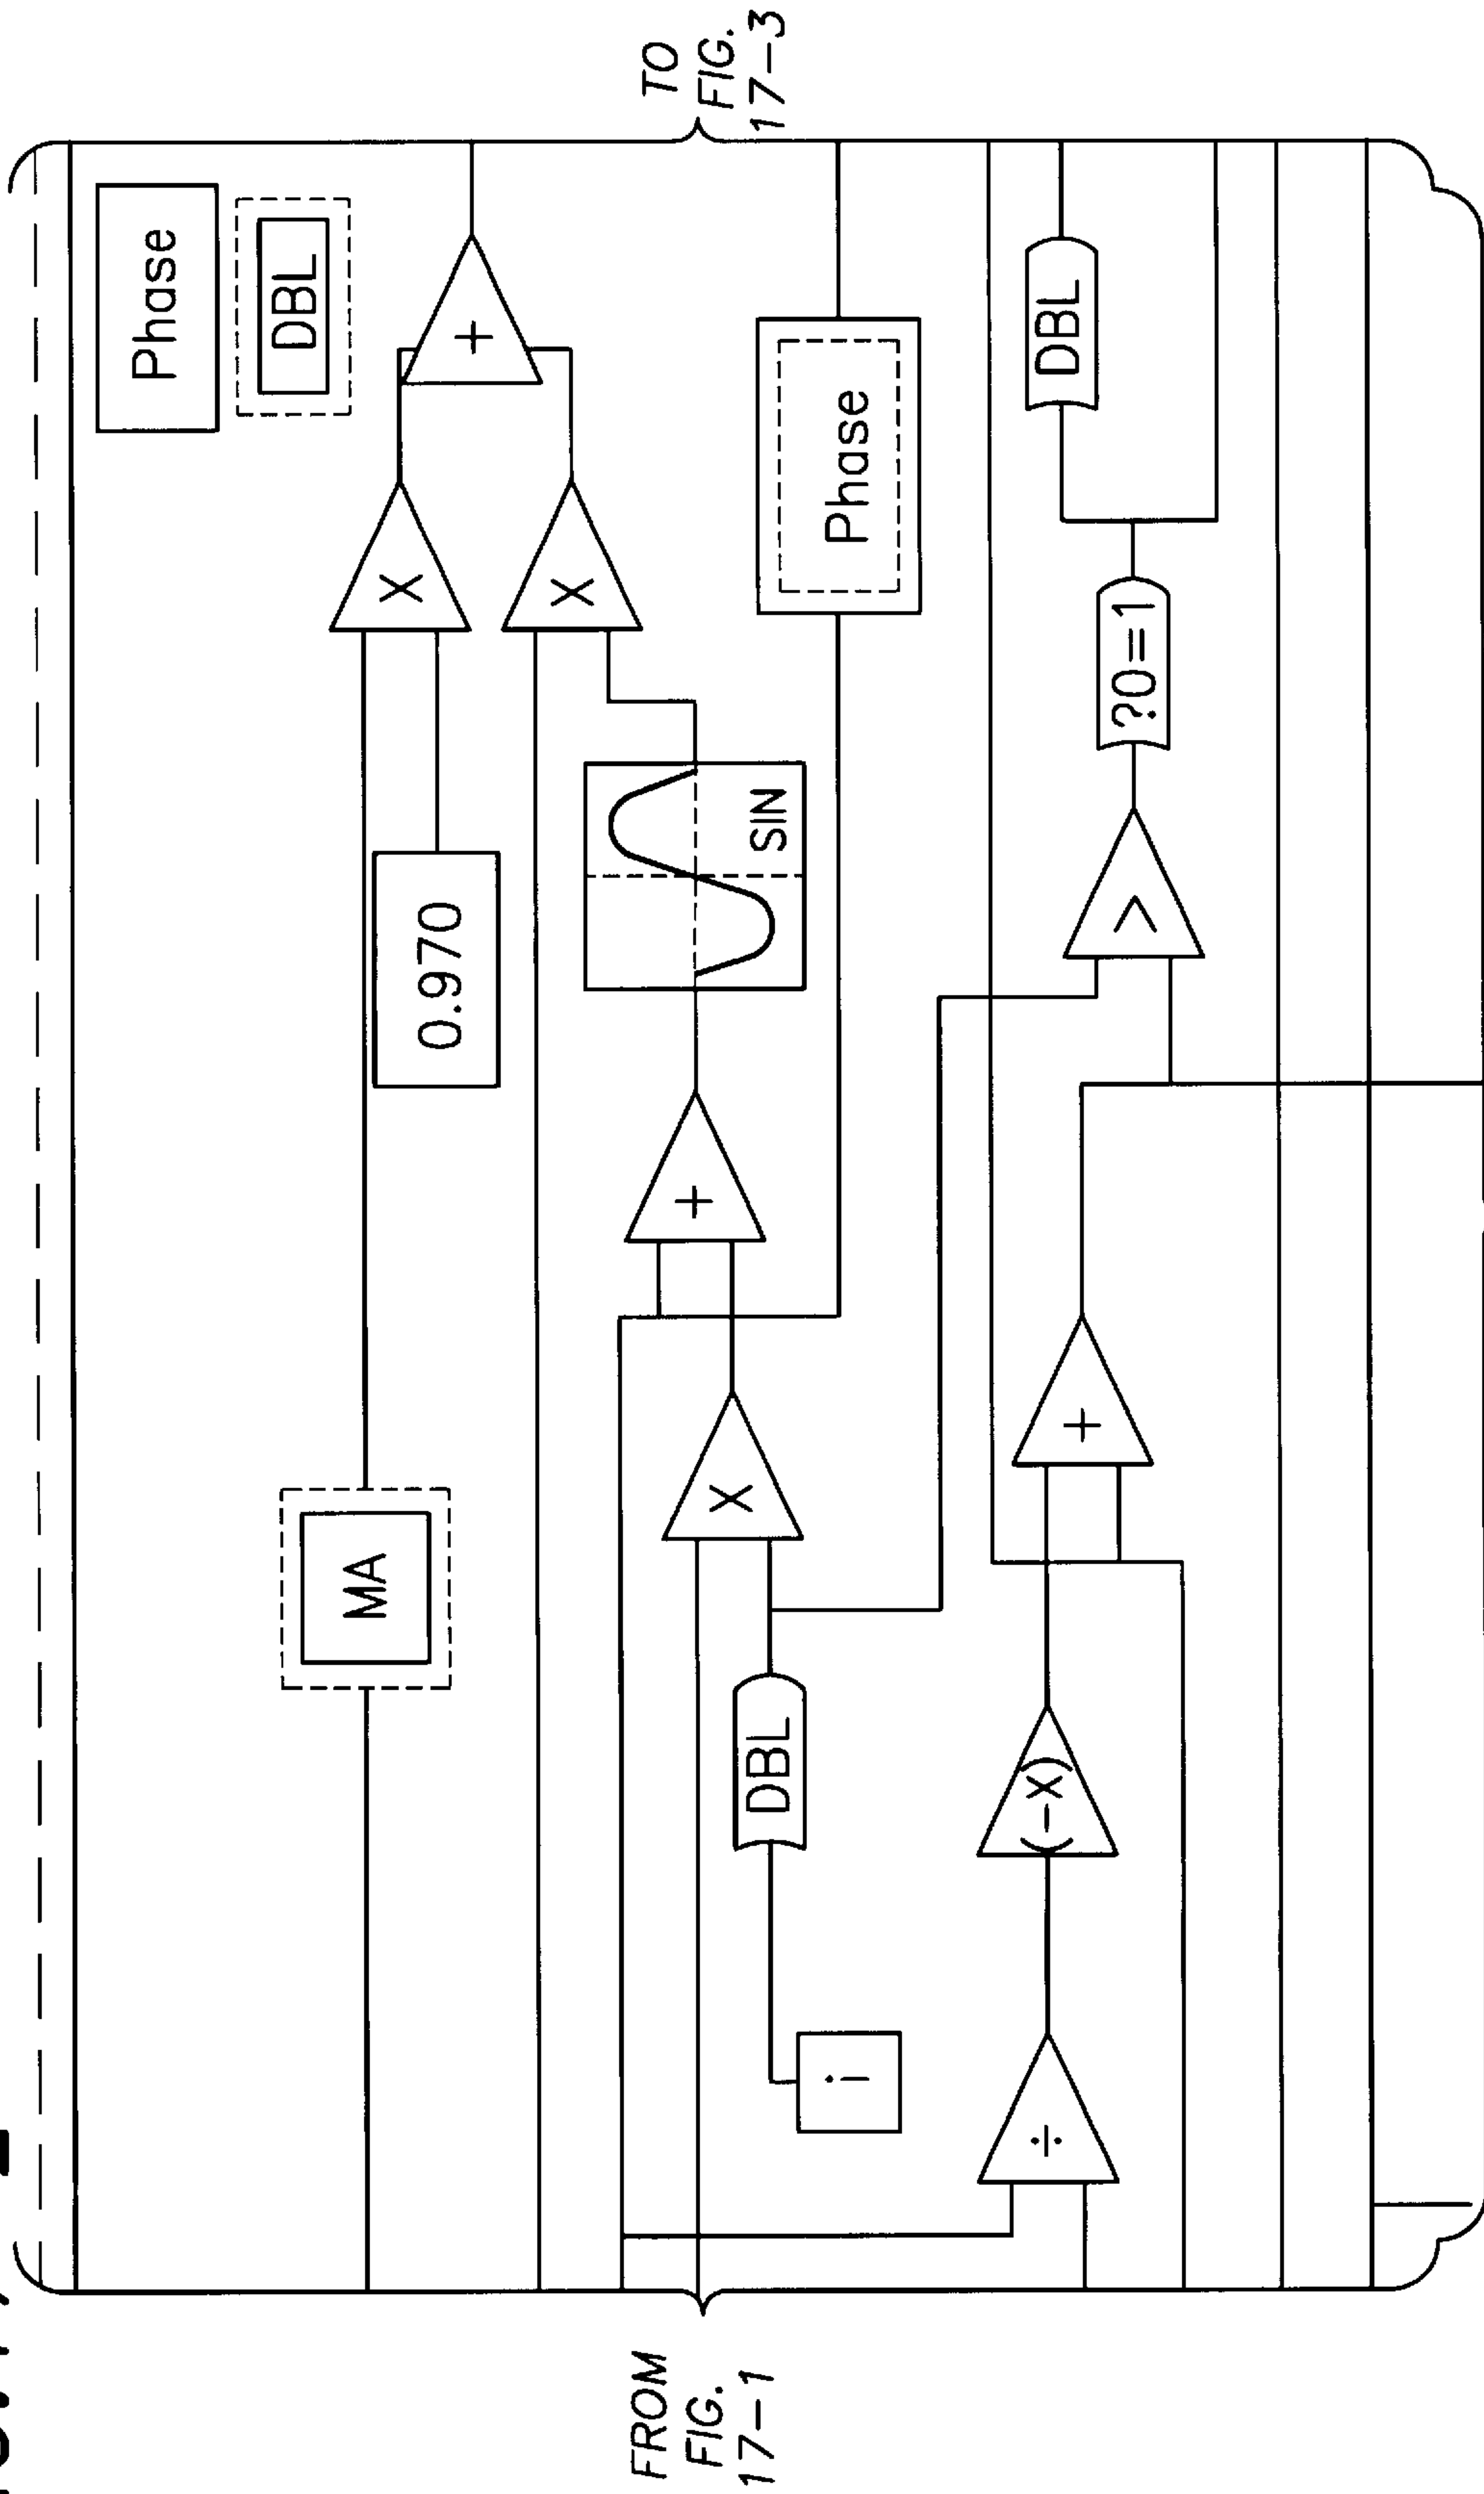 Phase
DBL
MA
0.970
X
+
X
SIN
+
X
DBL
i
Phase
FROM
FIG.
17-1
TO
FIG.
17-3
÷
(-x)
+
>
?0=1
DBL